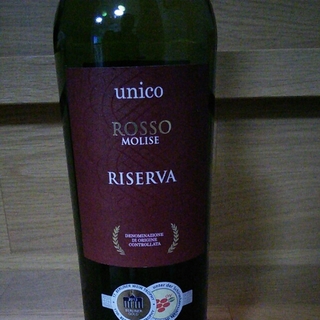 unico
ROSSO
MOLISE
RISERVA
DENOMINAZIONE
DI ORIGINE
CONTROLLATA